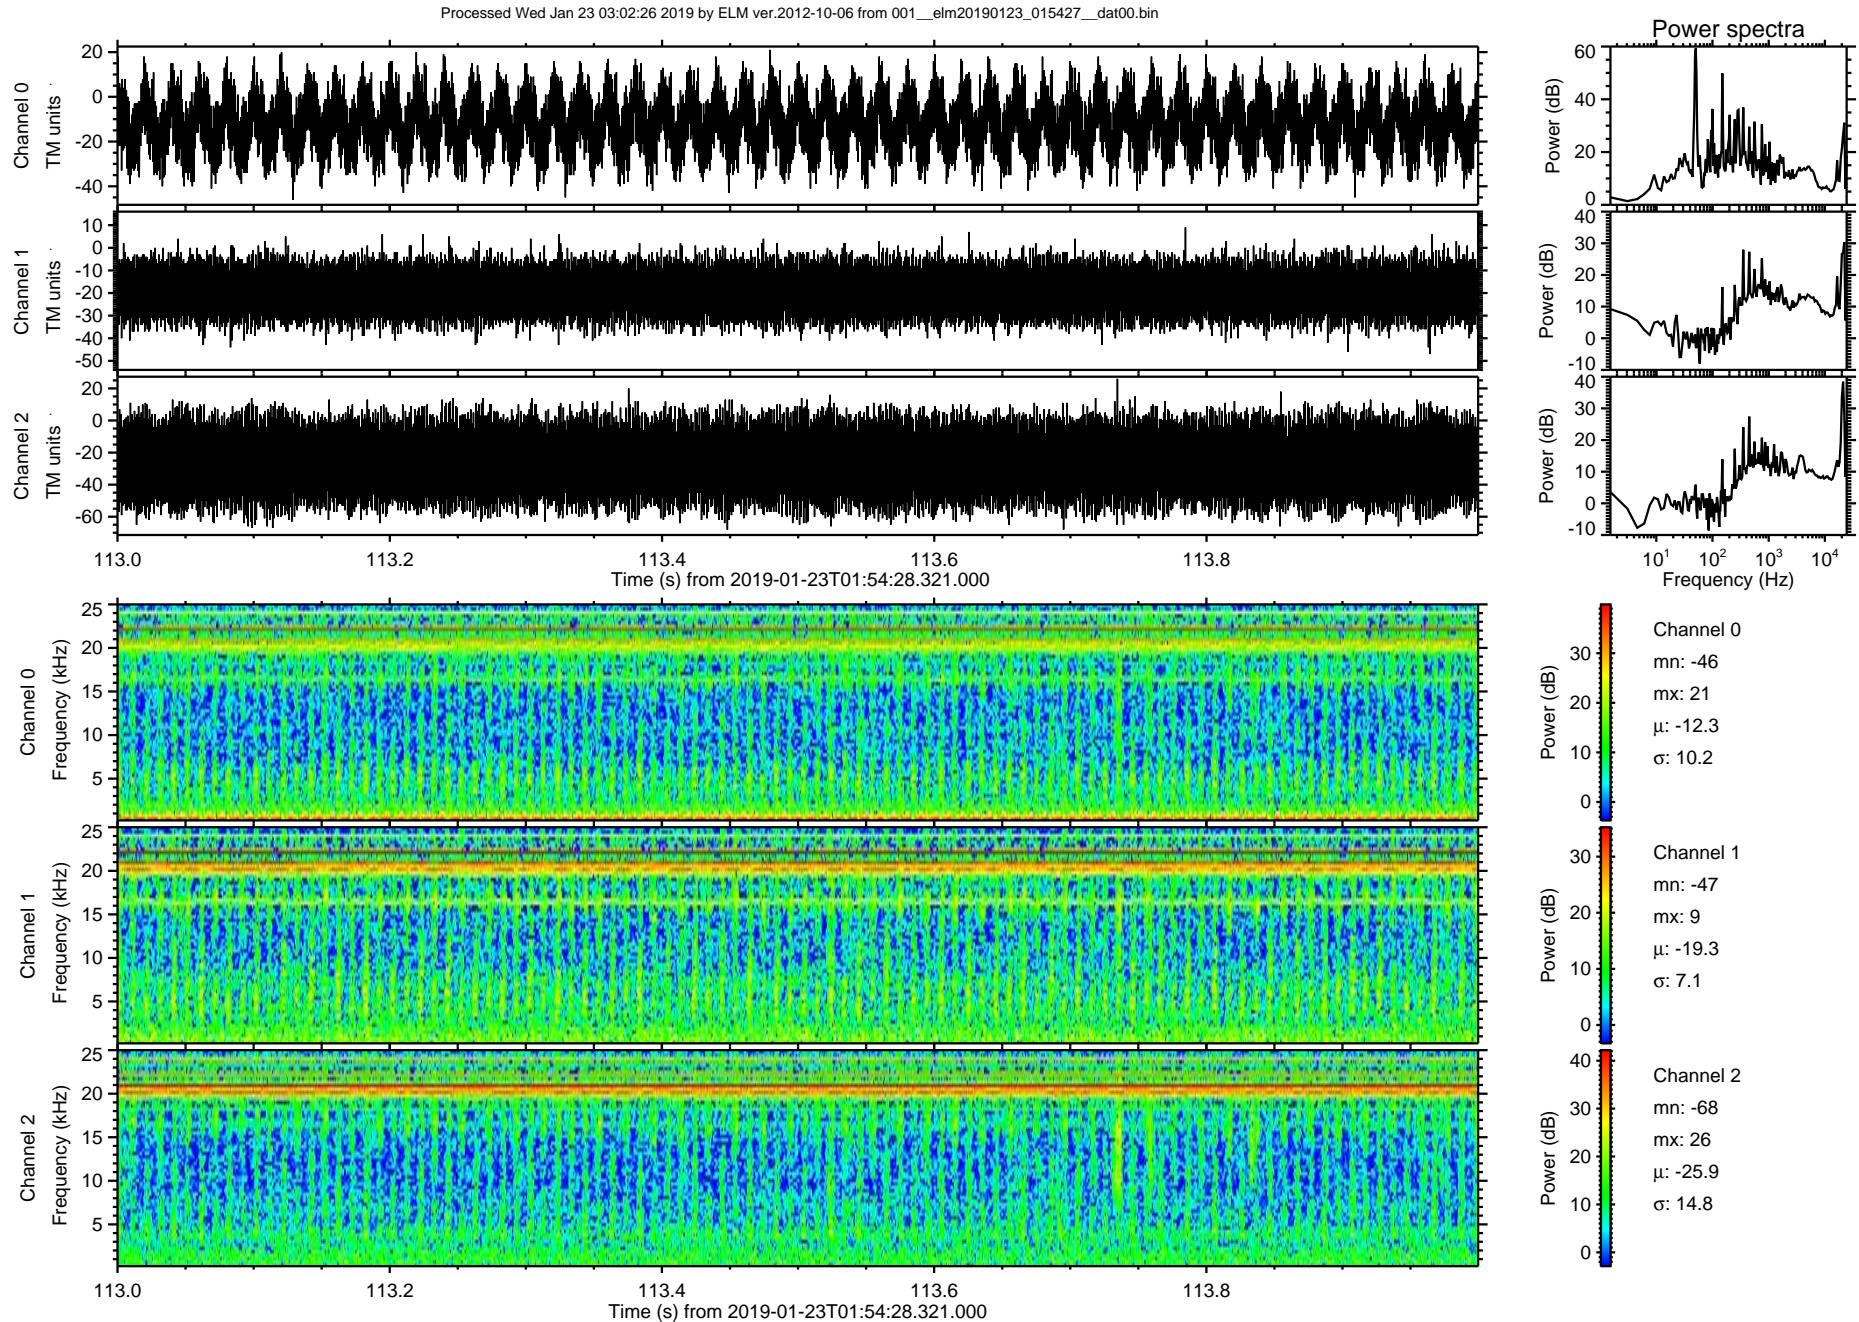 Processed Wed Jan 23 03:02:26 2019 by ELM ver.2012-10-06 from 001__elm20190123_015427__dat00.bin
Power spectra
Channel 0
TM units
20
0
-20
-40
Power (dB)
60
40
20
0
Channel 1
TM units
10
0
-10
-20
-30
-40
-50
Power (dB)
40
30
20
10
0
-10
Channel 2
TM units
20
0
-20
-40
-60
Power (dB)
40
30
20
10
0
-10
113.0 113.2 113.4 113.6 113.8
Time (s) from 2019-01-23T01:54:28.321.000
10¹ 10² 10³ 10⁴
Frequency (Hz)
Channel 0
Frequency (kHz)
25
20
15
10
5
Power (dB)
30
20
10
0
Channel 0
mn: -46
mx: 21
μ: -12.3
σ: 10.2
Channel 1
Frequency (kHz)
25
20
15
10
5
Power (dB)
30
20
10
0
Channel 1
mn: -47
mx: 9
μ: -19.3
σ: 7.1
Channel 2
Frequency (kHz)
25
20
15
10
5
Power (dB)
40
30
20
10
0
Channel 2
mn: -68
mx: 26
μ: -25.9
σ: 14.8
113.0 113.2 113.4 113.6 113.8
Time (s) from 2019-01-23T01:54:28.321.000